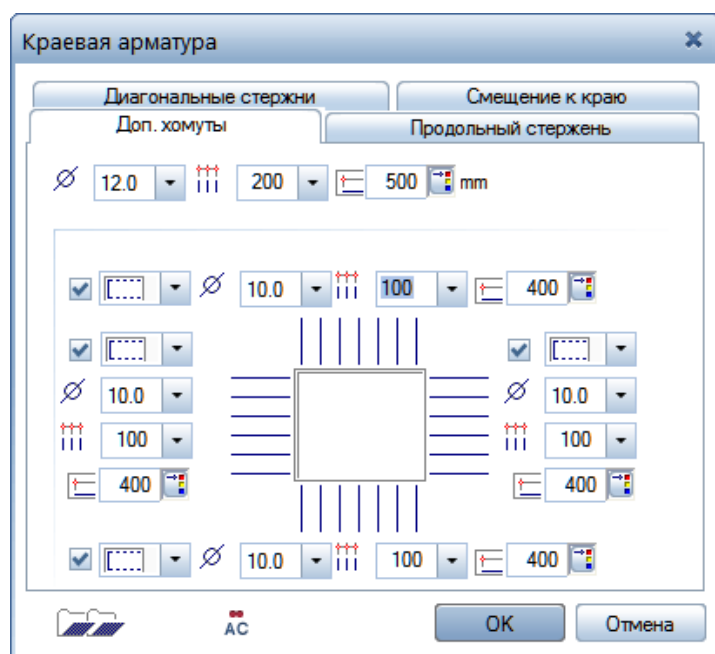 Краевая арматура
Диагональные стержни Смещение к краю
Доп. хомуты Продольный стержень
12.0 200 500 mm
10.0 100 400
10.0 10.0
100 100
400 400
10.0 100 400
AC OK Отмена